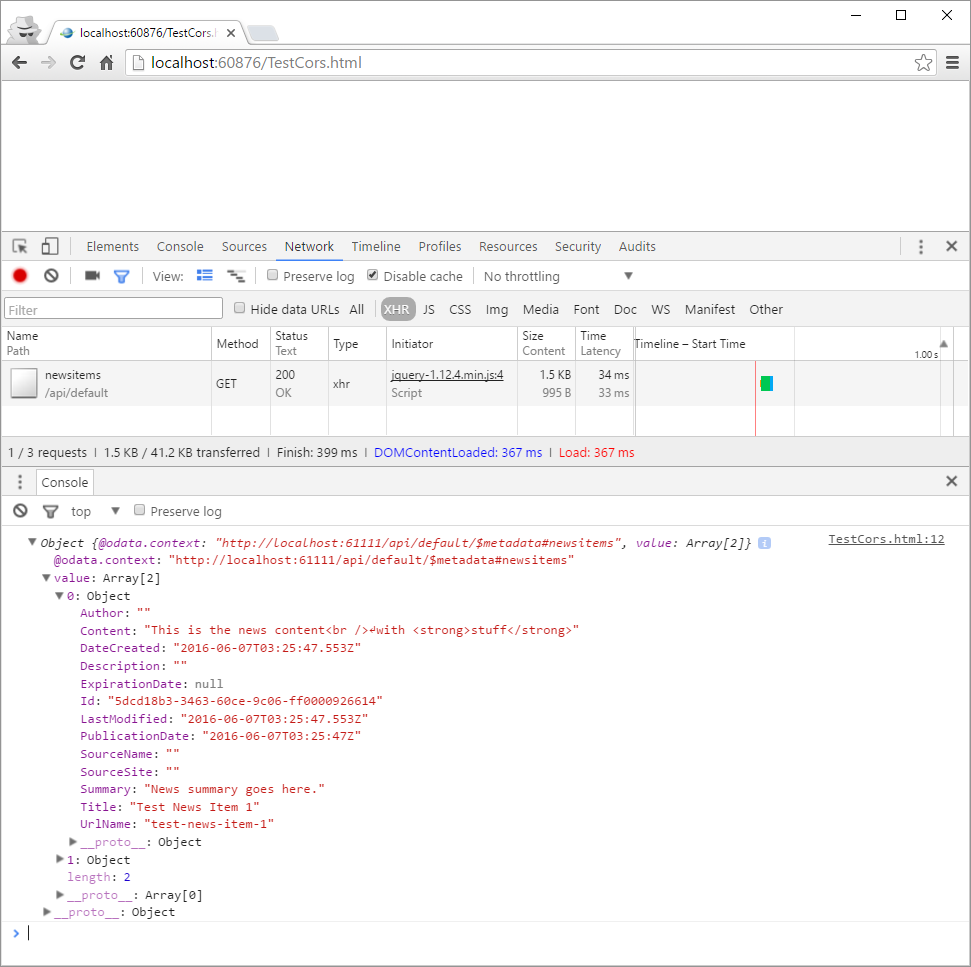 localhost:60876/TestCors.h
localhost:60876/TestCors.html
Elements Console Sources Network Timeline Profiles Resources Security Audits
View: Preserve log Disable cache No throttling
Filter Hide data URLs All XHR JS CSS Img Media Font Doc WS Manifest Other
Name Path Method Status Text Type Initiator Size Content Time Latency Timeline – Start Time 1.00 s
newsitems GET 200 xhr jquery-1.12.4.min.js:4 1.5 KB 34 ms
/api/default OK Script 995 B 33 ms
1 / 3 requests I 1.5 KB / 41.2 KB transferred I Finish: 399 ms I DOMContentLoaded: 367 ms I Load: 367 ms
Console
top Preserve log
Object {@odata.context: "http://localhost:61111/api/default/$metadata#newsitems", value: Array[2]} i TestCors.html:12
@odata.context: "http://localhost:61111/api/default/$metadata#newsitems"
value: Array[2]
0: Object
Author: ""
Content: "This is the news content<br />↵with <strong>stuff</strong>"
DateCreated: "2016-06-07T03:25:47.553Z"
Description: ""
ExpirationDate: null
Id: "5dcd18b3-3463-60ce-9c06-ff0000926614"
LastModified: "2016-06-07T03:25:47.553Z"
PublicationDate: "2016-06-07T03:25:47Z"
SourceName: ""
SourceSite: ""
Summary: "News summary goes here."
Title: "Test News Item 1"
UrlName: "test-news-item-1"
__proto__: Object
1: Object
length: 2
__proto__: Array[0]
__proto__: Object